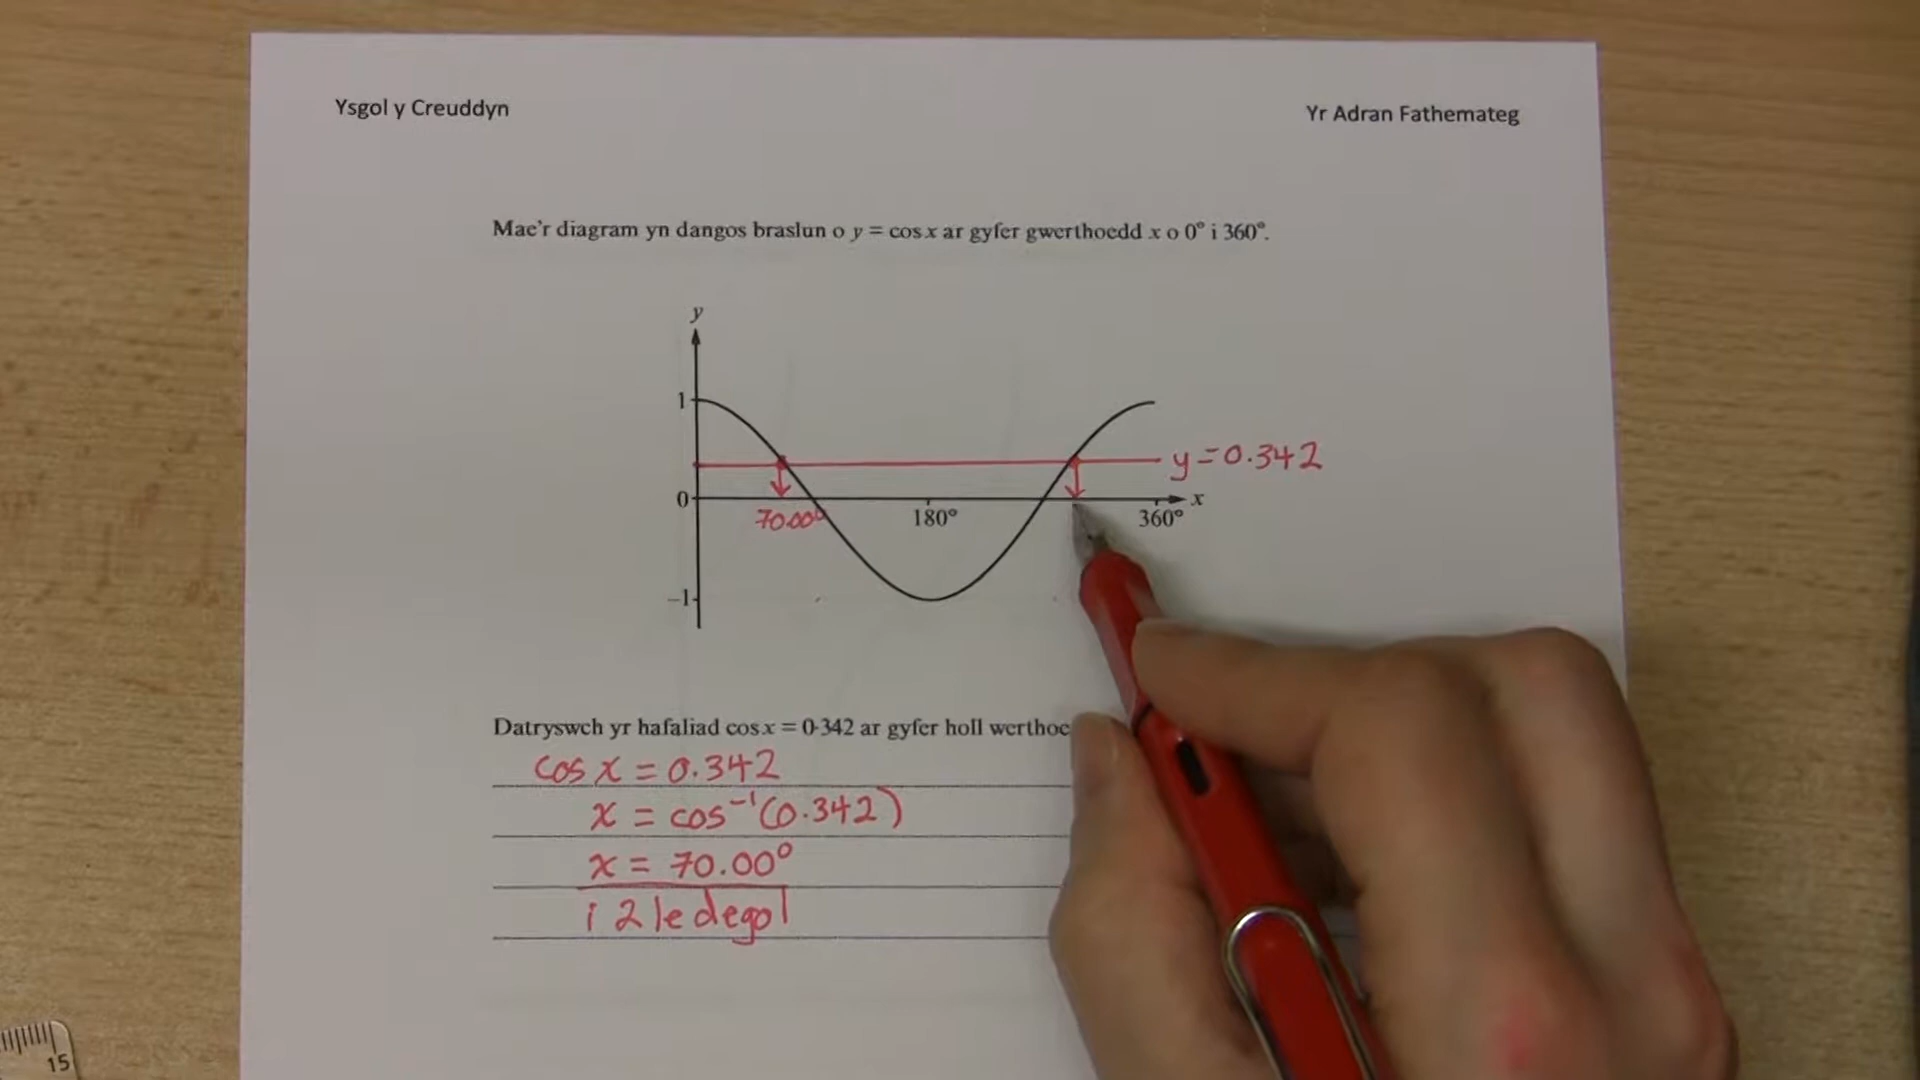 Ysgol y Creuddyn
Yr Adran Fathemateg
Mae'r diagram yn dangos braslun o y = cos x ar gyfer gwerthoedd x o 0° i 360°.
y
1
y = 0.342
0
x
70.00°
180°
360°
–1
Datryswch yr hafaliad cos x = 0·342 ar gyfer holl
cos x = 0.342
x = cos⁻¹(0.342)
x = 70.00°
i 2 le degol
15